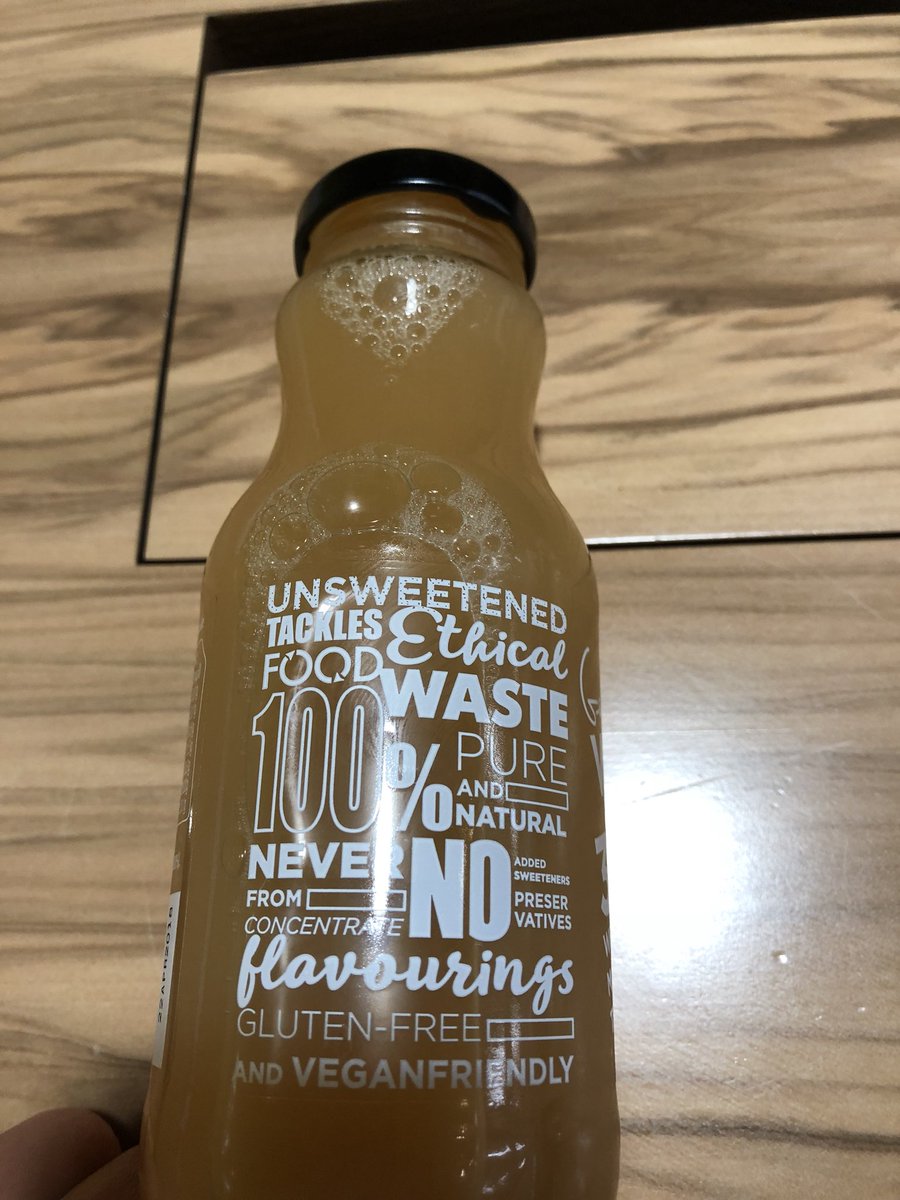 UNSWEETENED
TACKLES Ethical
FOOD WASTE
100% PURE
AND
NATURAL
NEVER NO ADDED
SWEETENERS
FROM PRESER
CONCENTRATE VATIVES
flavourings
GLUTEN-FREE
AND VEGANFRIENDLY